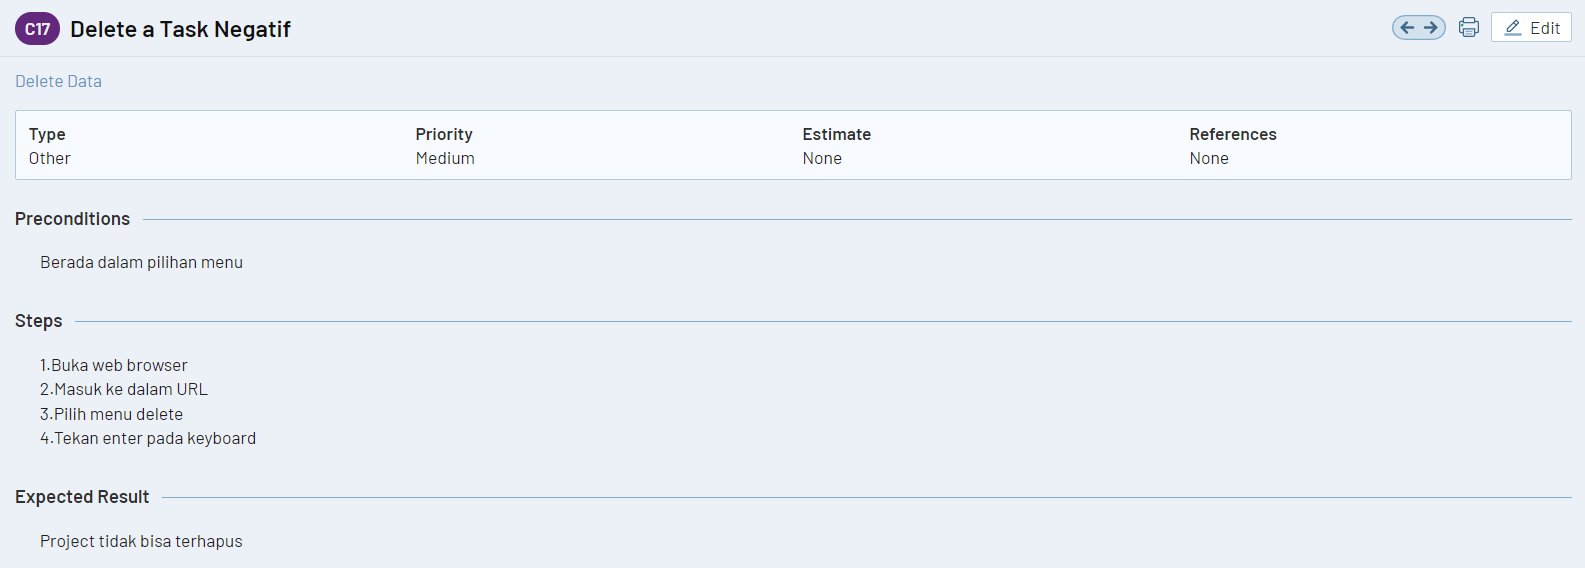 C17 Delete a Task Negatif
Edit
Delete Data
Type Priority Estimate References
Other Medium None None
Preconditions
Berada dalam pilihan menu
Steps
1.Buka web browser
2.Masuk ke dalam URL
3.Pilih menu delete
4.Tekan enter pada keyboard
Expected Result
Project tidak bisa terhapus